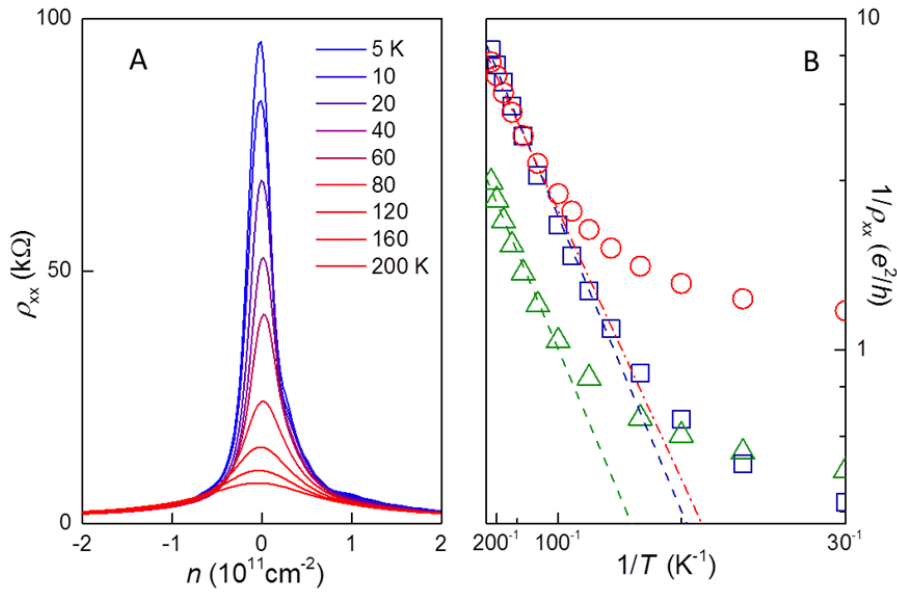 A
5 K
10
20
40
60
80
120
160
200 K
100
50
0
ρxx (kΩ)
-2
-1
0
1
2
n (10¹¹cm⁻²)
B
10
1
1/ρxx (e²/h)
200⁻¹
100⁻¹
30⁻¹
1/T (K⁻¹)